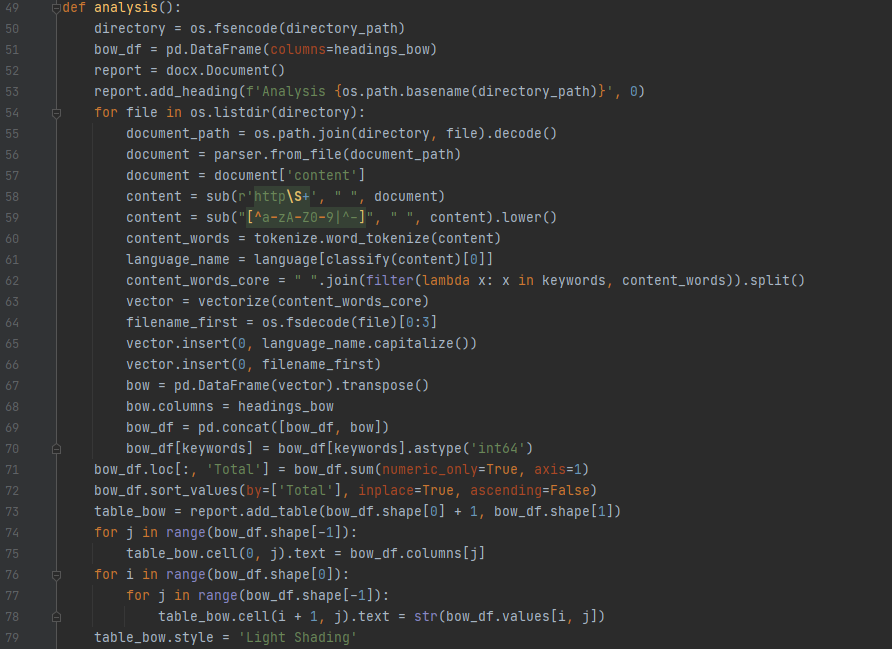 49 def analysis():
50     directory = os.fsencode(directory_path)
51     bow_df = pd.DataFrame(columns=headings_bow)
52     report = docx.Document()
53     report.add_heading(f'Analysis {os.path.basename(directory_path)}', 0)
54     for file in os.listdir(directory):
55         document_path = os.path.join(directory, file).decode()
56         document = parser.from_file(document_path)
57         document = document['content']
58         content = sub(r'http\S+', " ", document)
59         content = sub("[^a-zA-Z0-9|^-]", " ", content).lower()
60         content_words = tokenize.word_tokenize(content)
61         language_name = language[classify(content)[0]]
62         content_words_core = " ".join(filter(lambda x: x in keywords, content_words)).split()
63         vector = vectorize(content_words_core)
64         filename_first = os.fsdecode(file)[0:3]
65         vector.insert(0, language_name.capitalize())
66         vector.insert(0, filename_first)
67         bow = pd.DataFrame(vector).transpose()
68         bow.columns = headings_bow
69         bow_df = pd.concat([bow_df, bow])
70         bow_df[keywords] = bow_df[keywords].astype('int64')
71     bow_df.loc[:, 'Total'] = bow_df.sum(numeric_only=True, axis=1)
72     bow_df.sort_values(by=['Total'], inplace=True, ascending=False)
73     table_bow = report.add_table(bow_df.shape[0] + 1, bow_df.shape[1])
74     for j in range(bow_df.shape[-1]):
75         table_bow.cell(0, j).text = bow_df.columns[j]
76     for i in range(bow_df.shape[0]):
77         for j in range(bow_df.shape[-1]):
78             table_bow.cell(i + 1, j).text = str(bow_df.values[i, j])
79     table_bow.style = 'Light Shading'